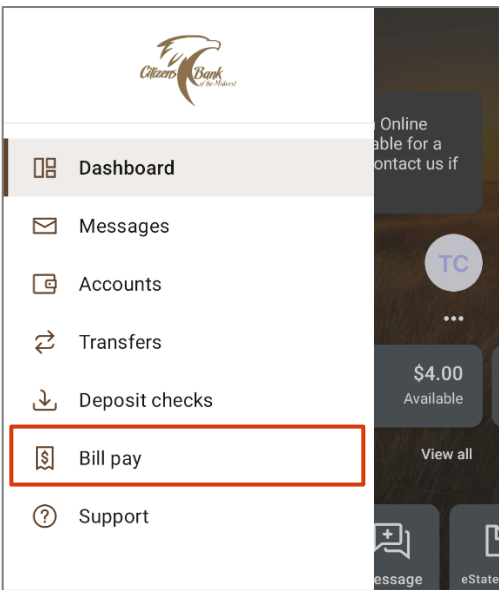 Citizens Bank
of the Midwest
Dashboard
Messages
Accounts
Transfers
Deposit checks
Bill pay
Support
Online
able for a
ontact us if
TC
$4.00
Available
View all
essage
eState